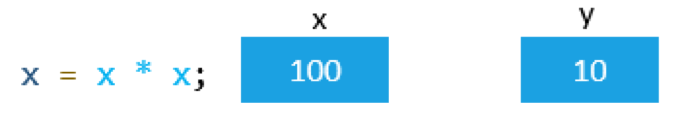 x y
x = x * x; 100 10